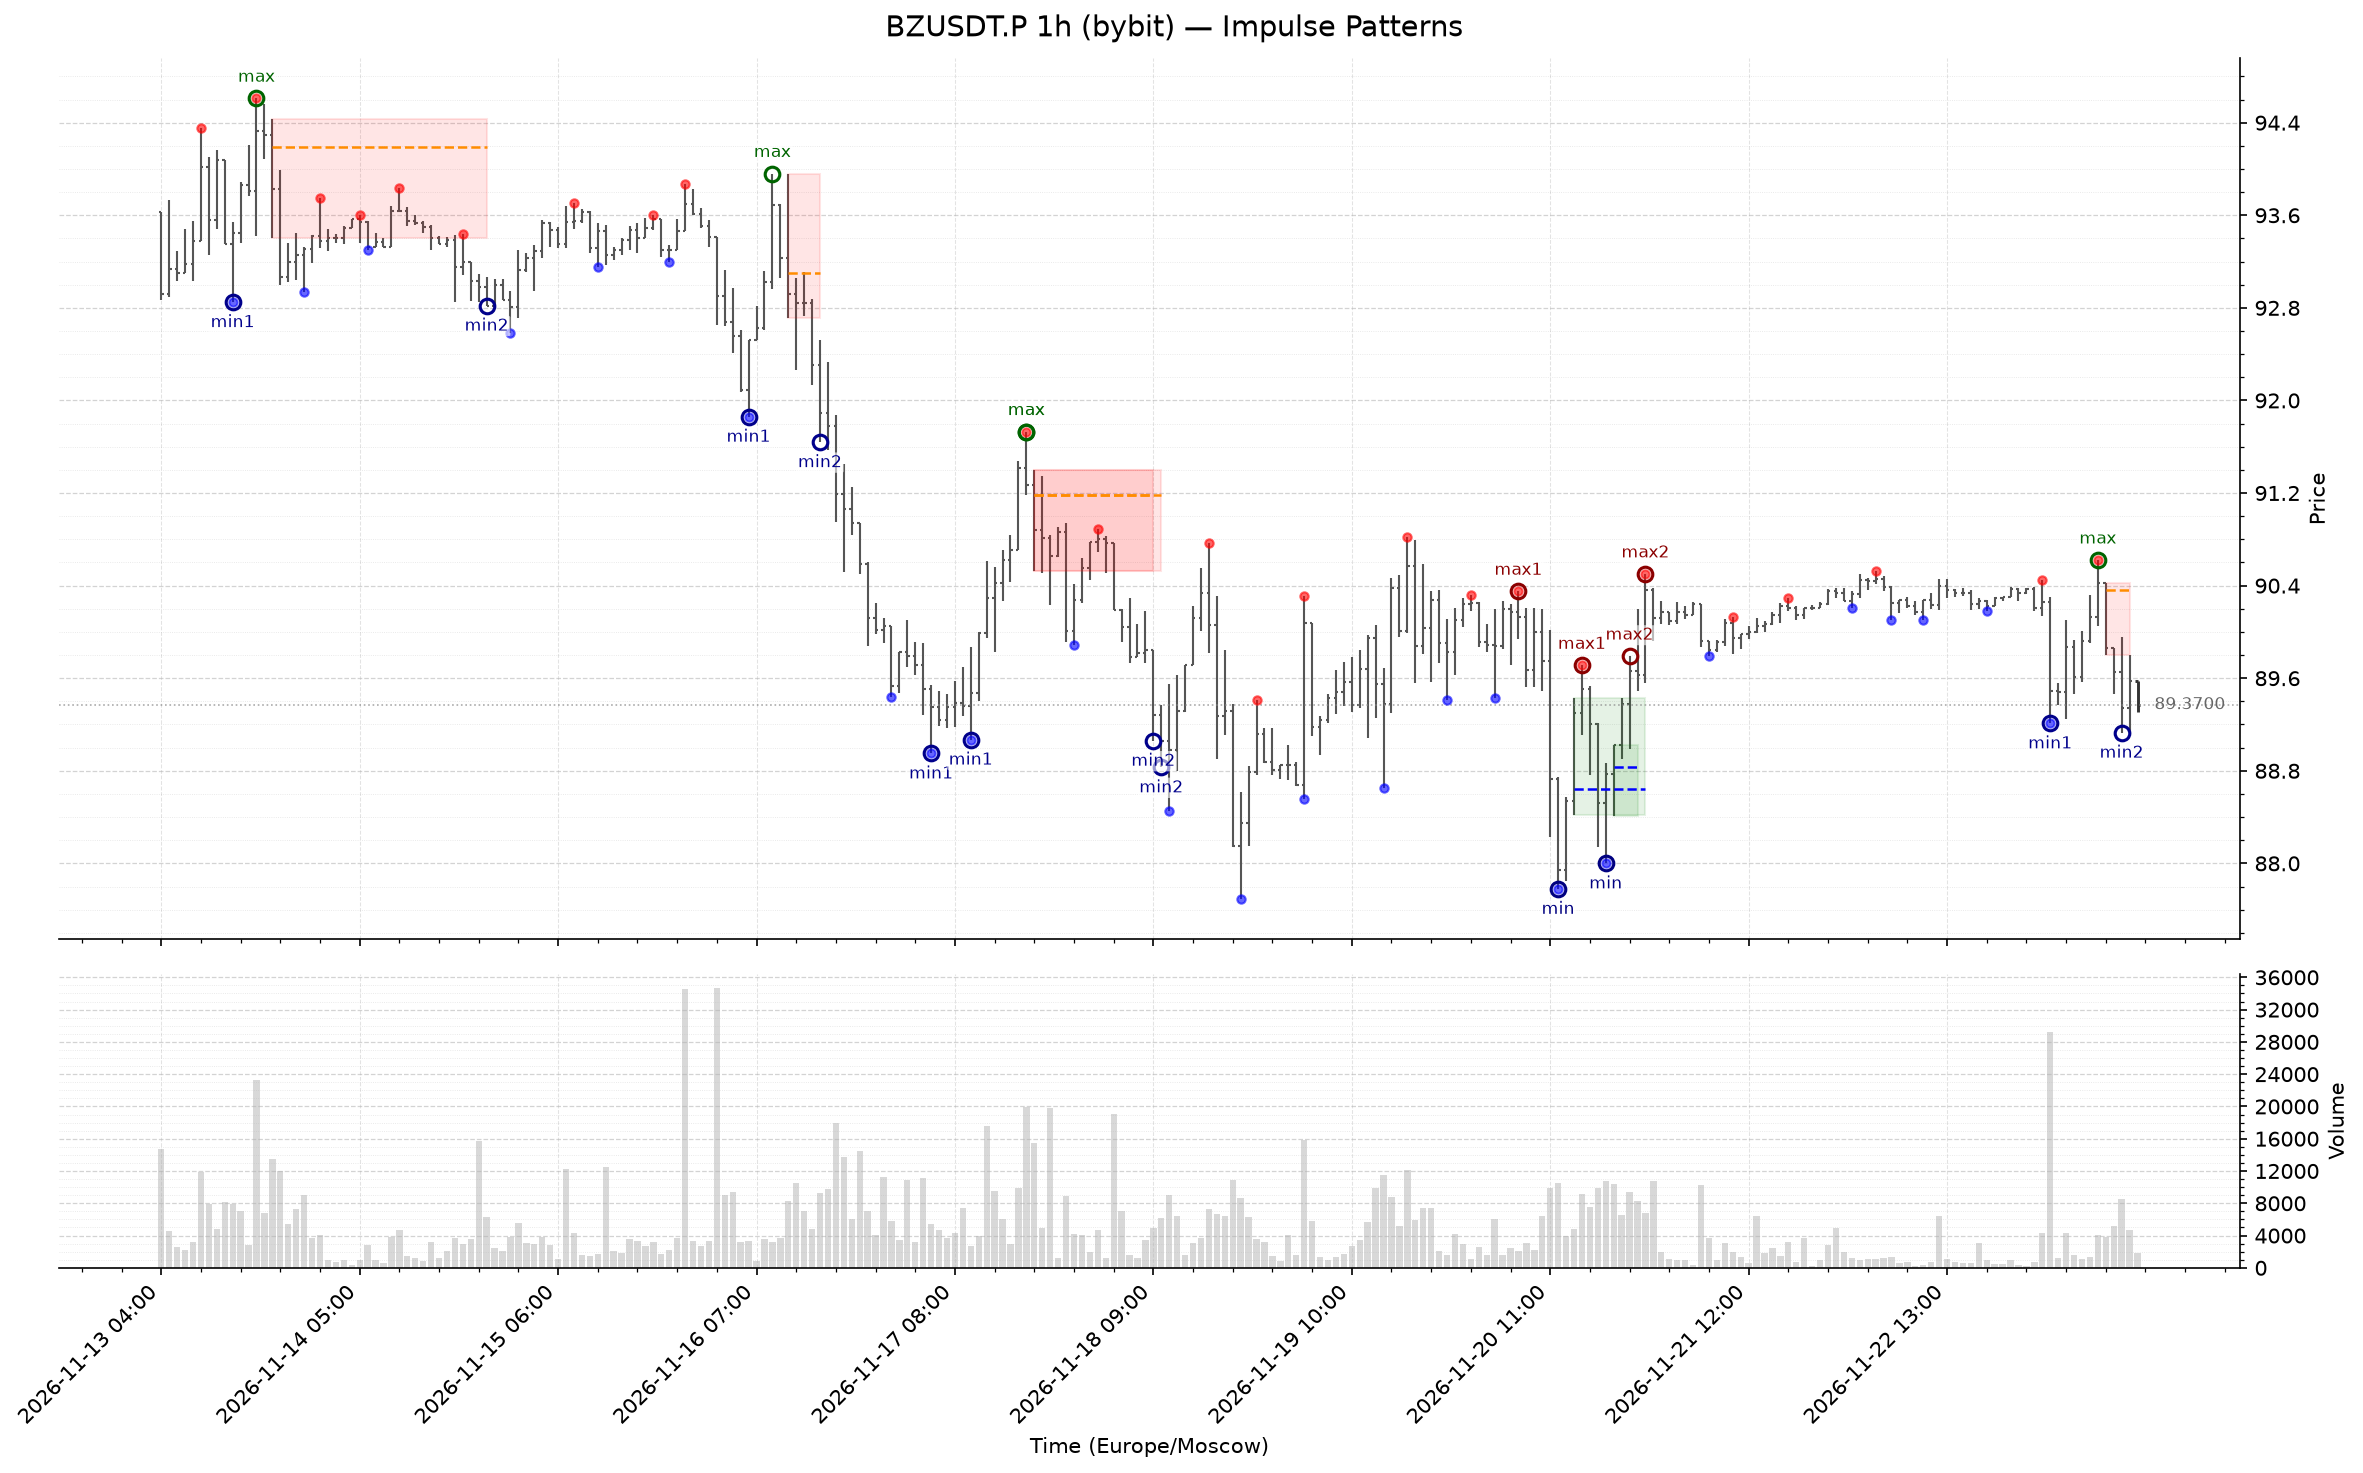 BZUSDT.P 1h (bybit) — Impulse Patterns
max
94.4
max
93.6
min1
min2
92.8
92.0
max
min1
min2
91.2
Price
max2
max
max1
90.4
max1
max2
89.6
89.3700
min1
min1
min1
min2
min2
min2
88.8
88.0
min
min
36000
32000
28000
24000
20000
16000
12000
8000
4000
0
Volume
2026-11-13 04:00
2026-11-14 05:00
2026-11-15 06:00
2026-11-16 07:00
2026-11-17 08:00
2026-11-18 09:00
2026-11-19 10:00
2026-11-20 11:00
2026-11-21 12:00
2026-11-22 13:00
Time (Europe/Moscow)